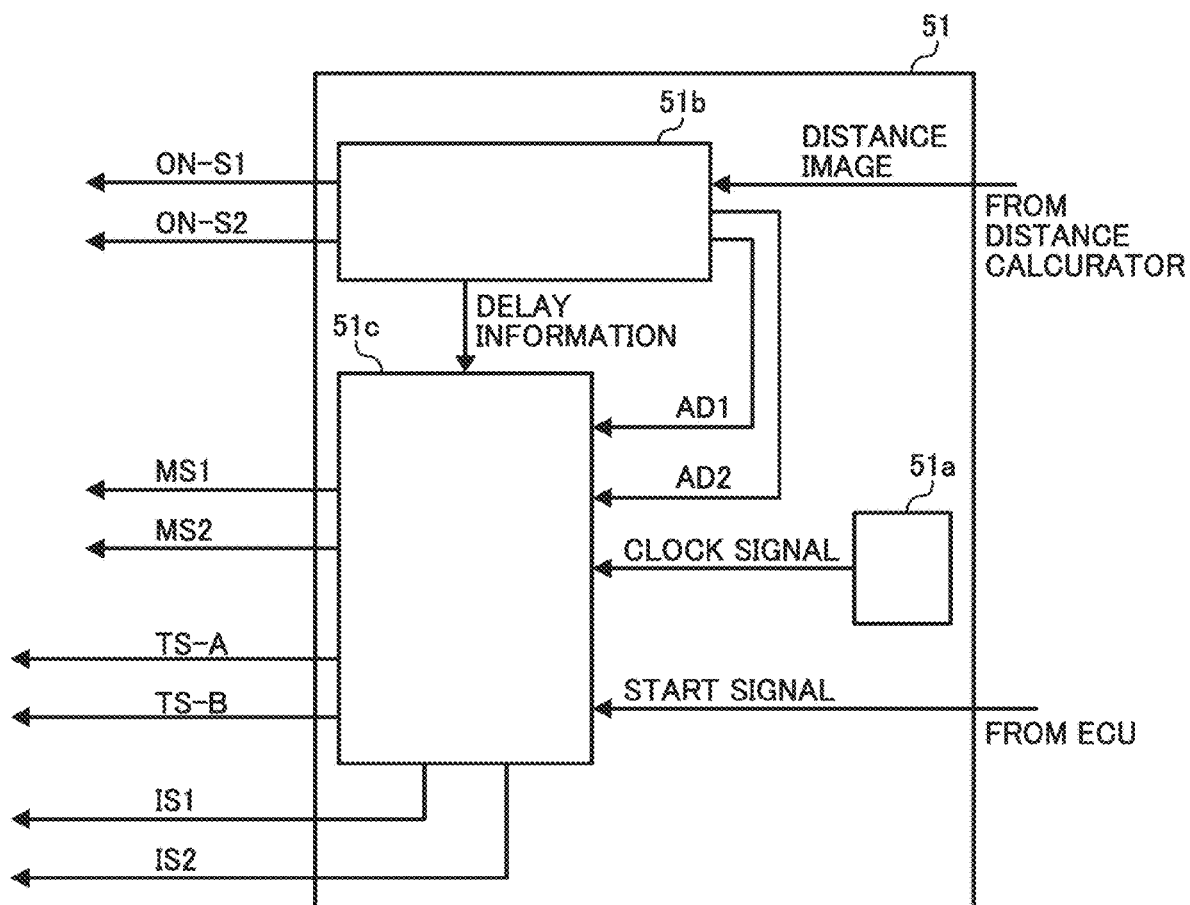 51
51b
DISTANCE
IMAGE
ON-S1
ON-S2
FROM
DISTANCE
CALCURATOR
DELAY
INFORMATION
51c
AD1
AD2
51a
MS1
MS2
CLOCK SIGNAL
TS-A
START SIGNAL
TS-B
FROM ECU
IS1
IS2